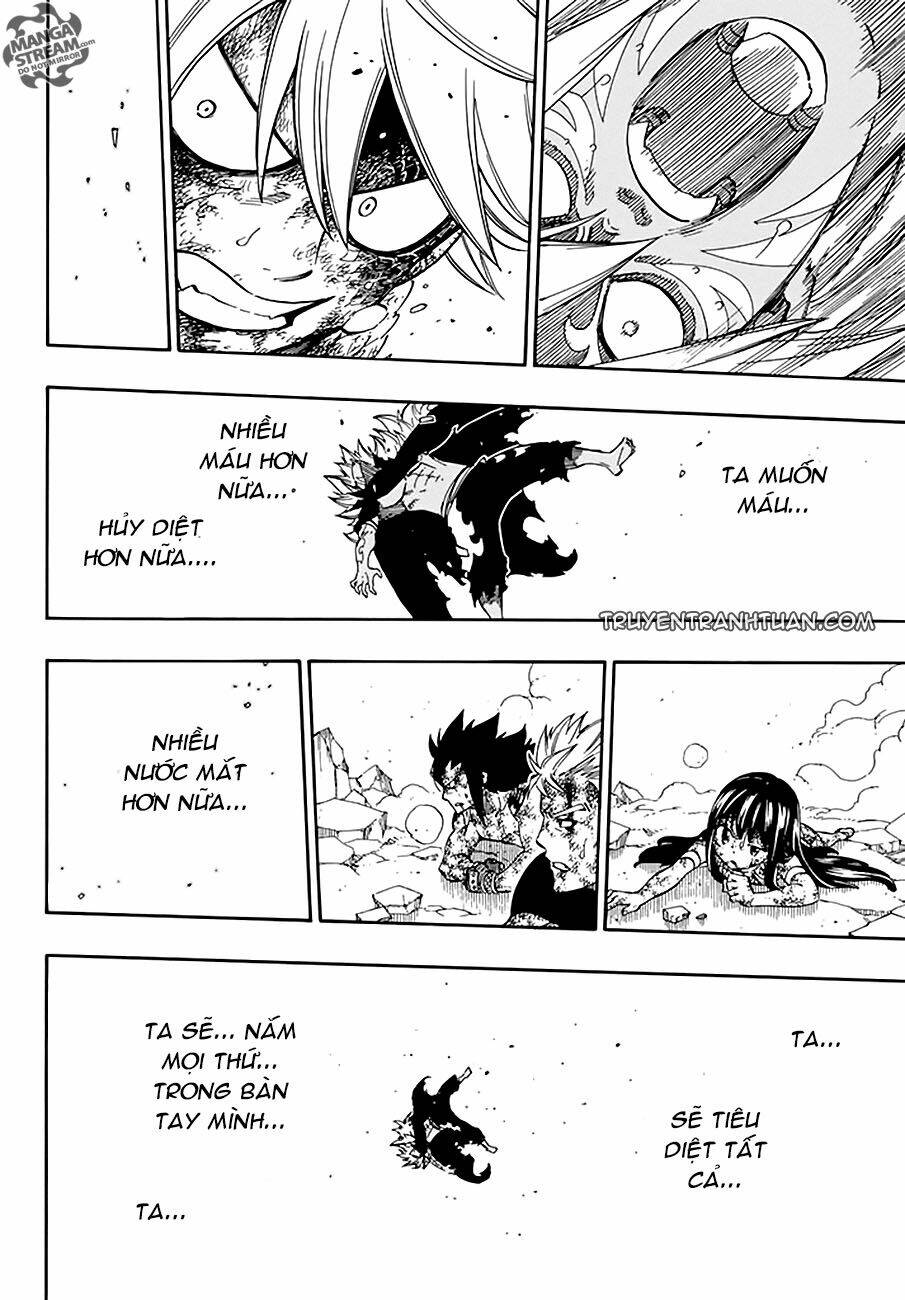 MANGA
STREAM.com
DO NOT MIRROR
TA MUỐN
MÁU...
NHIỀU
MÁU HƠN
NỮA....
HỦY DIỆT
HƠN NỮA....
TRUYENTRANHTUAN.COM
NHIỀU
NƯỚC MẮT
HƠN NỮA...
TA...
SẼ TIÊU
DIỆT TẤT
CẢ...
TA SẼ... NẮM
MỌI THỨ...
TRONG BÀN
TAY MÌNH...
TA...